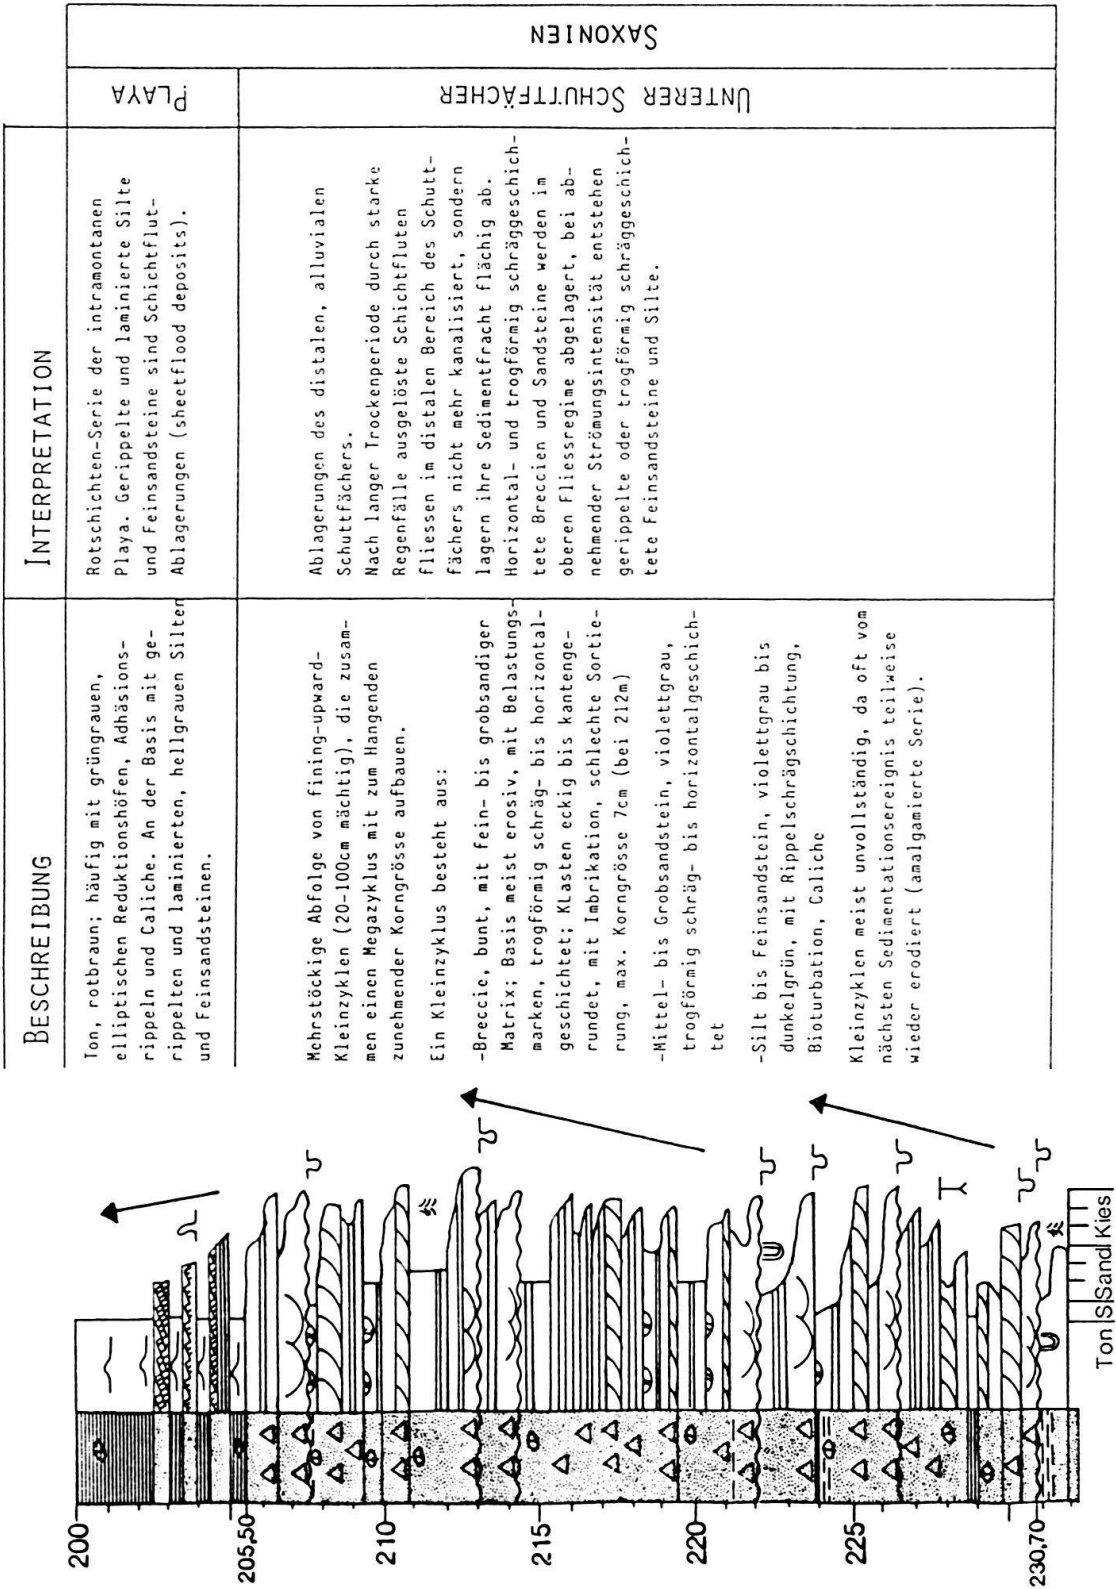 BESCHREIBUNG
INTERPRETATION
Ton, rotbraun; häufig mit grüngrauen,
elliptischen Reduktionshöfen, Adhäsions-
rippeln und Caliche. An der Basis mit ge-
rippelten und laminierten, hellgrauen Silten
und Feinsandsteinen.
Rotschichten-Serie der intramontanen
Playa. Gerippelte und laminierte Silte
und Feinsandsteine sind Schichtflut-
Ablagerungen (sheetflood deposits).
PLAYA
SAXONIEN
Mehrstöckige Abfolge von fining-upward-
Kleinzyklen (20-100cm mächtig), die zusam-
men einen Megazyklus mit zum Hangenden
zunehmender Korngrösse aufbauen.
Ein Kleinzyklus besteht aus:
-Breccie, bunt, mit fein- bis grobsandiger
Matrix; Basis meist erosiv, mit Belastungs-
marken, trogförmig schräg- bis horizontal-
geschichtet; KLasten eckig bis kantenge-
rundet, mit Imbrikation, schlechte Sortie-
rung, max. Korngrösse 7cm (bei 212m)
-Mittel- bis Grobsandstein, violettgrau,
trogförmig schräg- bis horizontalgeschich-
tet
-Silt bis Feinsandstein, violettgrau bis
dunkelgrün, mit Rippelschrägschichtung,
Bioturbation, Caliche
Kleinzyklen meist unvollständig, da oft vom
nächsten Sedimentationsereignis teilweise
wieder erodiert (amalgamierte Serie).
Ablagerungen des distalen, alluvialen
Schuttfächers.
Nach langer Trockenperiode durch starke
Regenfälle ausgelöste Schichtfluten
fliessen im distalen Bereich des Schutt-
fächers nicht mehr kanalisiert, sondern
lagern ihre Sedimentfracht flächig ab.
Horizontal- und trogförmig schräggeschich-
tete Breccien und Sandsteine werden im
oberen Fliessregime abgelagert, bei ab-
nehmender Strömungsintensität entstehen
gerippelte oder trogförmig schräggeschich-
tete Feinsandsteine und Silte.
UNTERER SCHUTTFÄCHER
200
205,50
210
215
220
225
230,70
Ton S Sand Kies